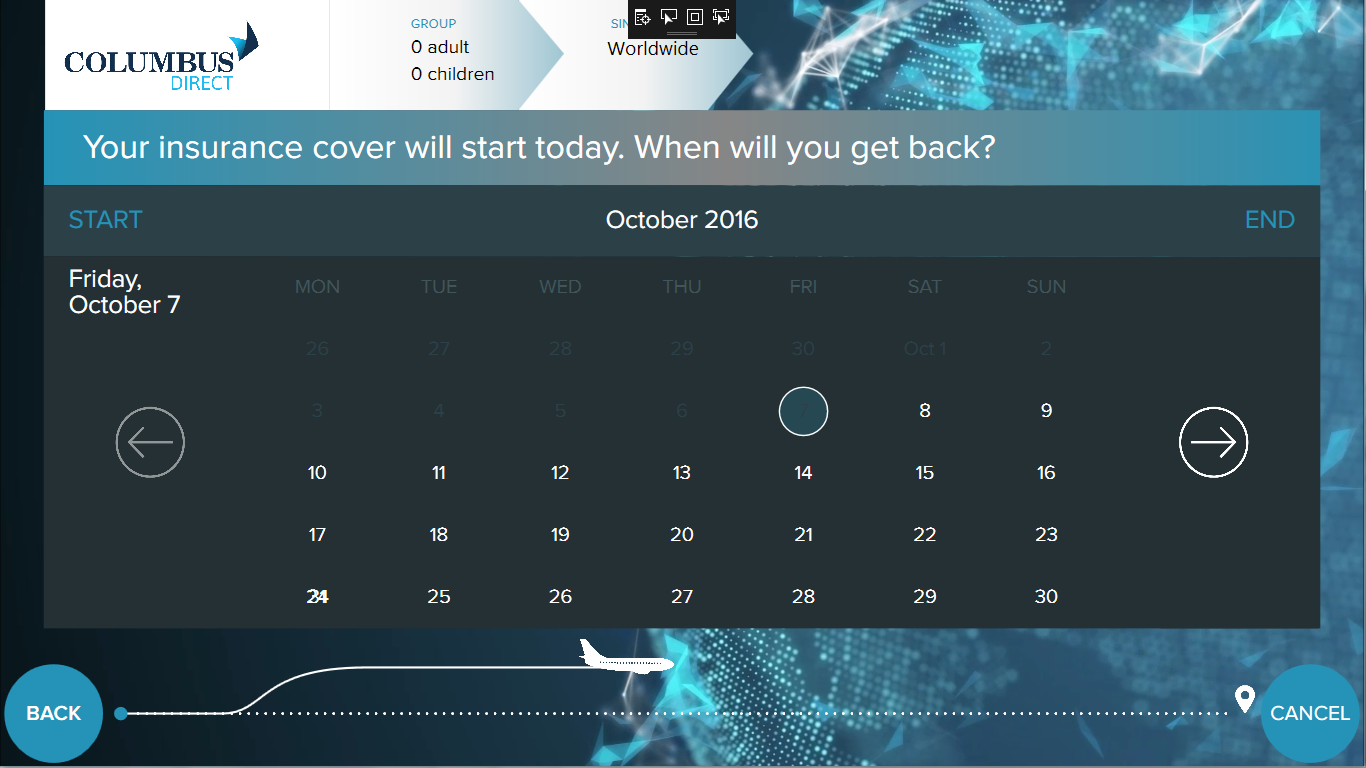 COLUMBUS
DIRECT
GROUP
0 adult
0 children
Worldwide
Your insurance cover will start today. When will you get back?
START
October 2016
END
Friday,
October 7
MON TUE WED THU FRI SAT SUN
26 27 28 29 30 Oct 1 2
3 4 5 6 7 8 9
10 11 12 13 14 15 16
17 18 19 20 21 22 23
25 26 27 28 29 30
BACK
CANCEL